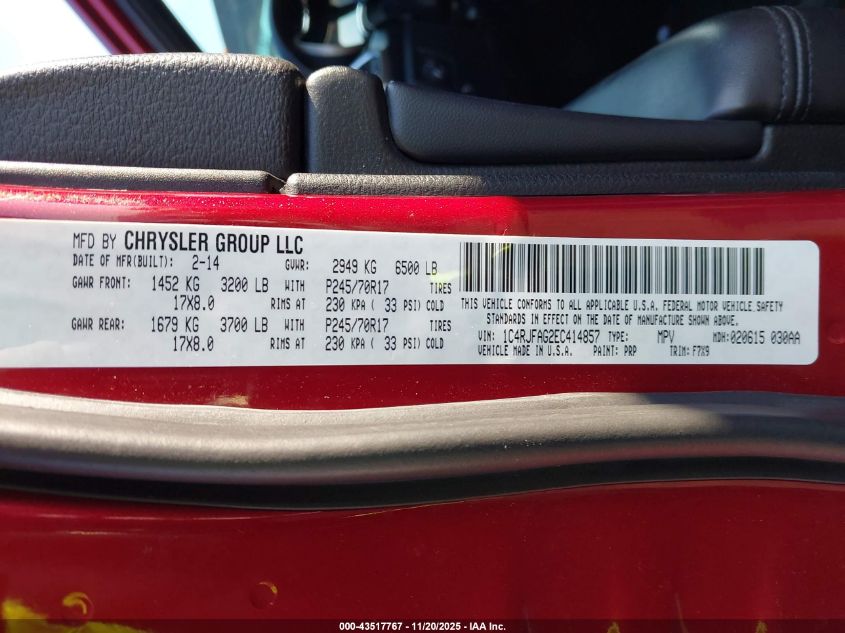 MFD BY CHRYSLER GROUP LLC
DATE OF MFR(BUILT): 2-14 GVWR: 2949 KG 6500 LB
GAWR FRONT: 1452 KG 3200 LB WITH P245/70R17 TIRES
17X8.0 RIMS AT 230 KPA ( 33 PSI) COLD
GAWR REAR: 1679 KG 3700 LB WITH P245/70R17 TIRES
17X8.0 RIMS AT 230 KPA ( 33 PSI) COLD
THIS VEHICLE CONFORMS TO ALL APPLICABLE U.S.A. FEDERAL MOTOR VEHICLE SAFETY
STANDARDS IN EFFECT ON THE DATE OF MANUFACTURE SHOWN ABOVE.
VIN: 1C4RJFAG2EC414857 TYPE: MPV MDH: 020615 030AA
VEHICLE MADE IN U.S.A. PAINT: PRP TRIM: F7X9
000-43517767 - 11/20/2025 - IAA Inc.